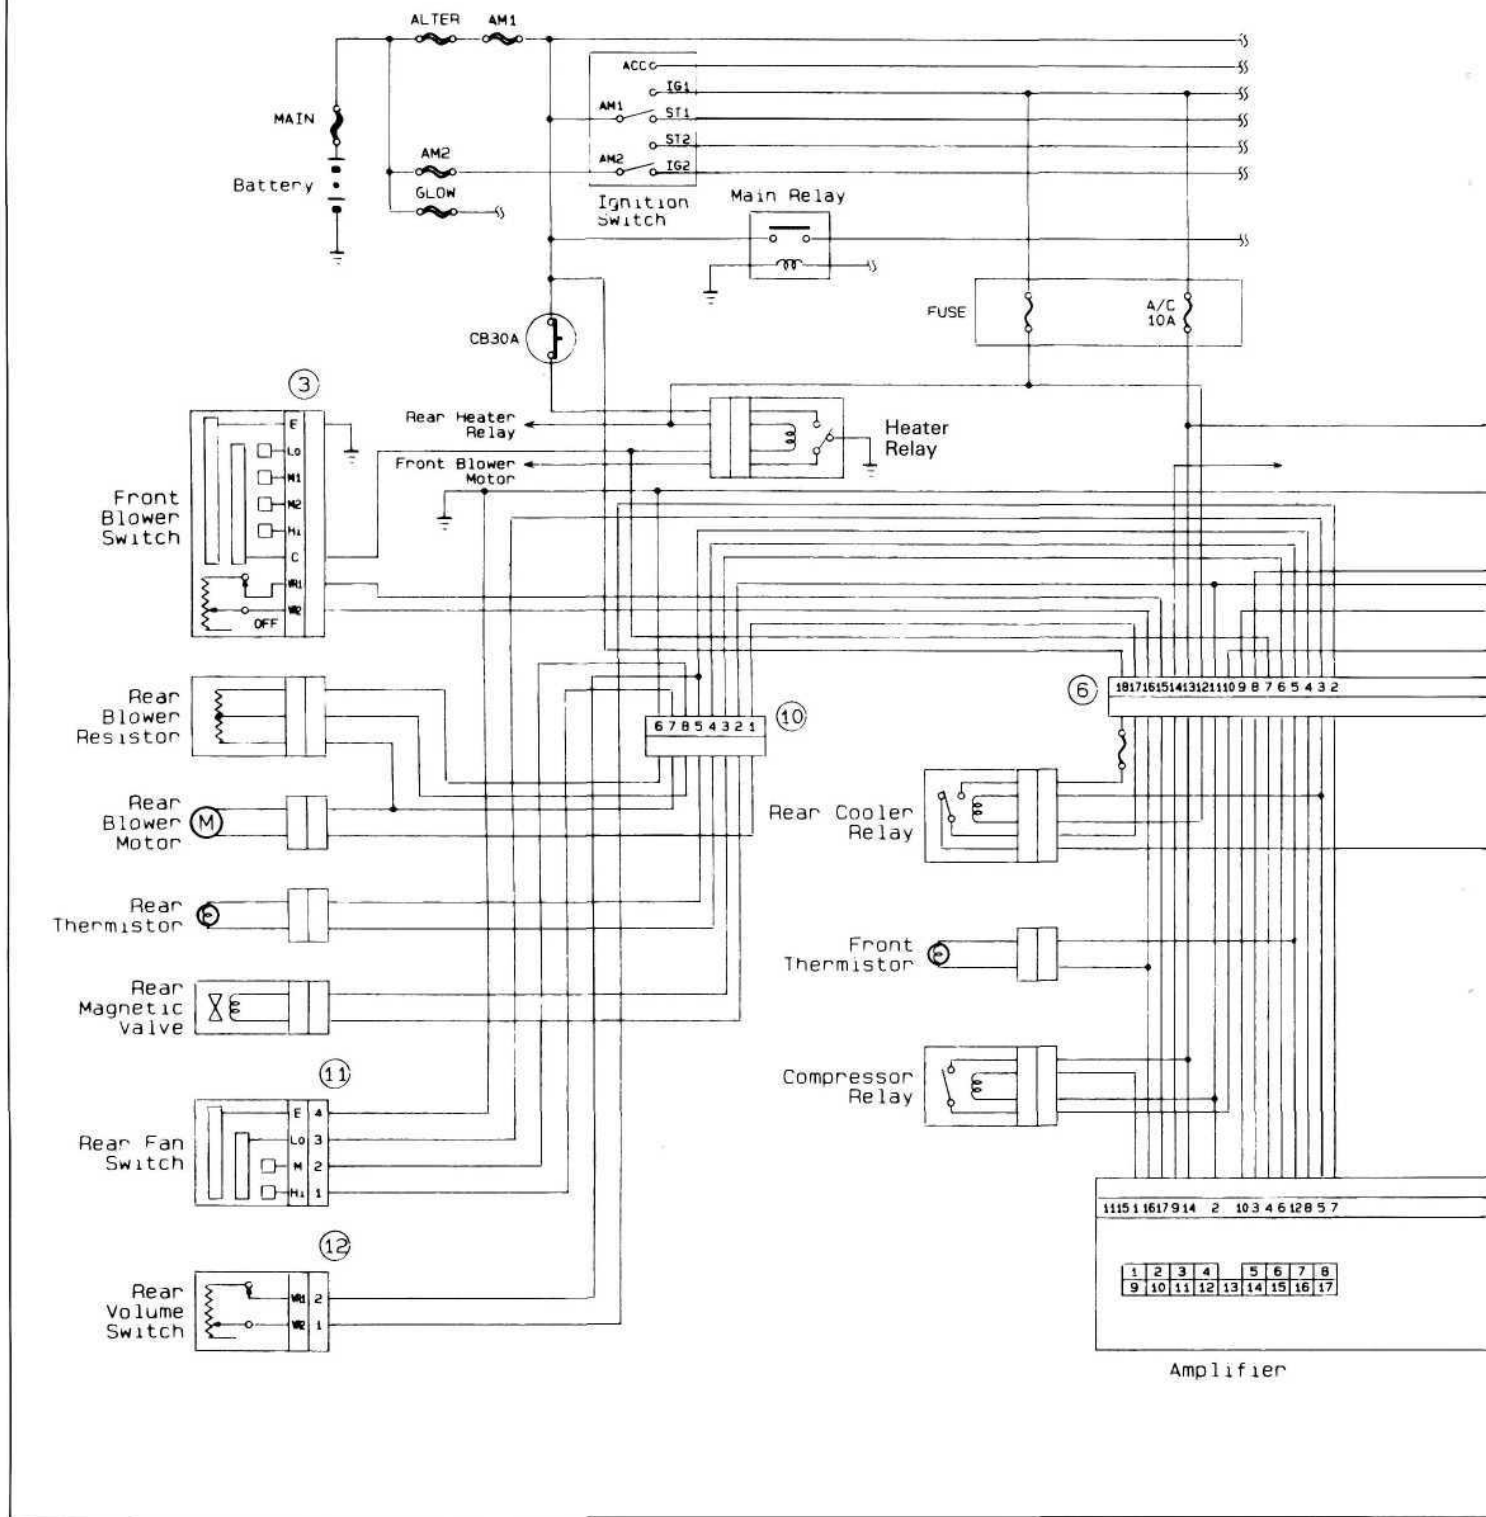 ALTER AM1
ACC
IG1
AM1 ST1
MAIN
ST2
AM2 AM2 IG2
Battery GLOW
Ignition
Switch
Main Relay
FUSE
A/C
10A
CB30A
3
Rear Heater
Relay
Heater
Relay
Front Blower
Motor
E
Lo
M1
M2
Hi
C
VR1
VR2
OFF
Front
Blower
Switch
Rear
Blower
Resistor
6 7 8 5 4 3 2 1
10
6
18 17 16 15 14 13 12 11 10 9 8 7 6 5 4 3 2
Rear
Blower
Motor
M
Rear Cooler
Relay
Rear
Thermistor
Front
Thermistor
Rear
Magnetic
Valve
11
Compressor
Relay
E 4
Lo 3
M 2
Hi 1
Rear Fan
Switch
11 15 1 16 17 9 14 2 10 3 4 6 12 8 5 7
12
1 2 3 4 5 6 7 8
9 10 11 12 13 14 15 16 17
Rear
Volume
Switch
VR1 2
VR2 1
Amplifier